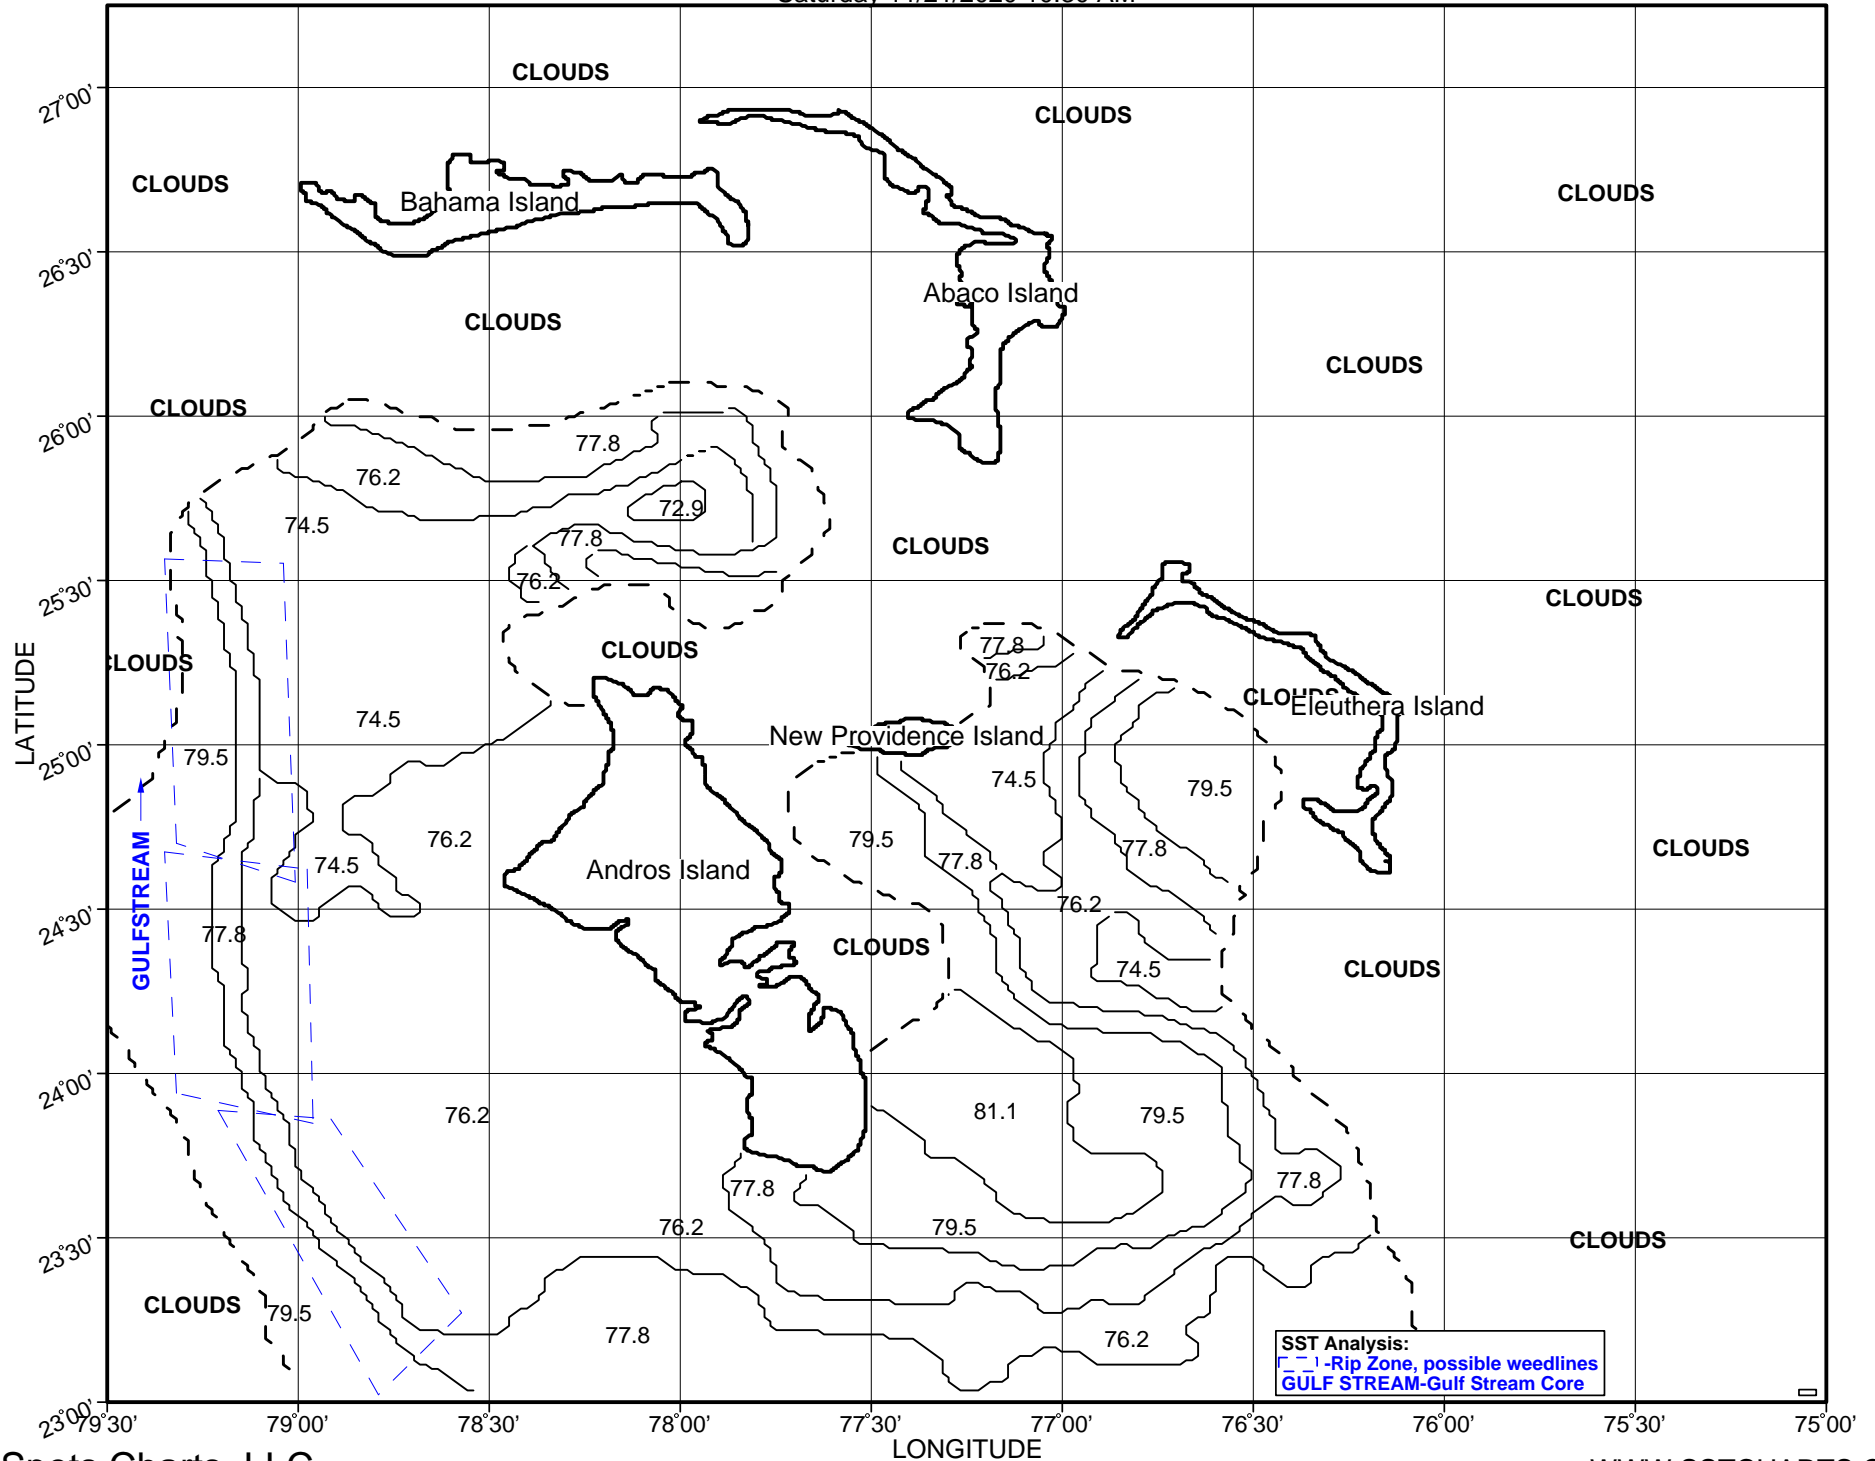 CLOUDS
27°00'
CLOUDS
CLOUDS
CLOUDS
Bahama Island
26°30'
Abaco Island
CLOUDS
CLOUDS
CLOUDS
26°00'
77.8
76.2
72.9
74.5
77.8
CLOUDS
76.2
25°30'
CLOUDS
77.8
CLOUDS
CLOUDS
76.2
LATITUDE
CLOUDS
Eleuthera Island
74.5
New Providence Island
25°00'
79.5
74.5
79.5
76.2
79.5
77.8
77.8
CLOUDS
74.5
Andros Island
GULFSTREAM
76.2
24°30'
77.8
CLOUDS
74.5
CLOUDS
24°00'
76.2
81.1
79.5
77.8
77.8
76.2
79.5
23°30'
CLOUDS
CLOUDS
79.5
77.8
76.2
SST Analysis:
-Rip Zone, possible weedlines
GULF STREAM-Gulf Stream Core
23°00'
79°30' 79°00' 78°30' 78°00' 77°30' 77°00' 76°30' 76°00' 75°30' 75°00'
LONGITUDE